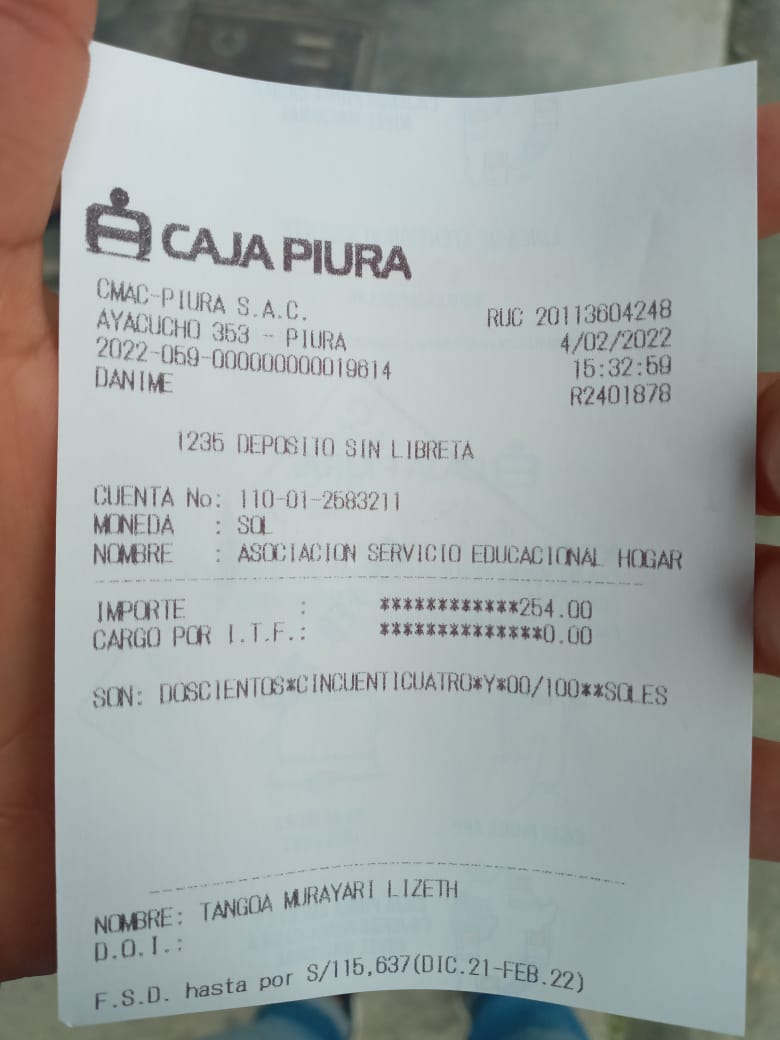 CAJA PIURA
CMAC-PIURA S.A.C. RUC 20113604248
AYACUCHO 353 - PIURA 4/02/2022
2022-059-000000000019614 15:32:59
DANIME R2401878
1235 DEPOSITO SIN LIBRETA
CUENTA No: 110-01-2583211
MONEDA : SOL
NOMBRE : ASOCIACION SERVICIO EDUCACIONAL HOGAR
IMPORTE : ************254.00
CARGO POR I.T.F.: **************0.00
SON: DOSCIENTOS*CINCUENTICUATRO*Y*00/100**SOLES
NOMBRE: TANGOA MURAYARI LIZETH
D.O.I.:
F.S.D. hasta por S/115,637(DIC.21-FEB.22)